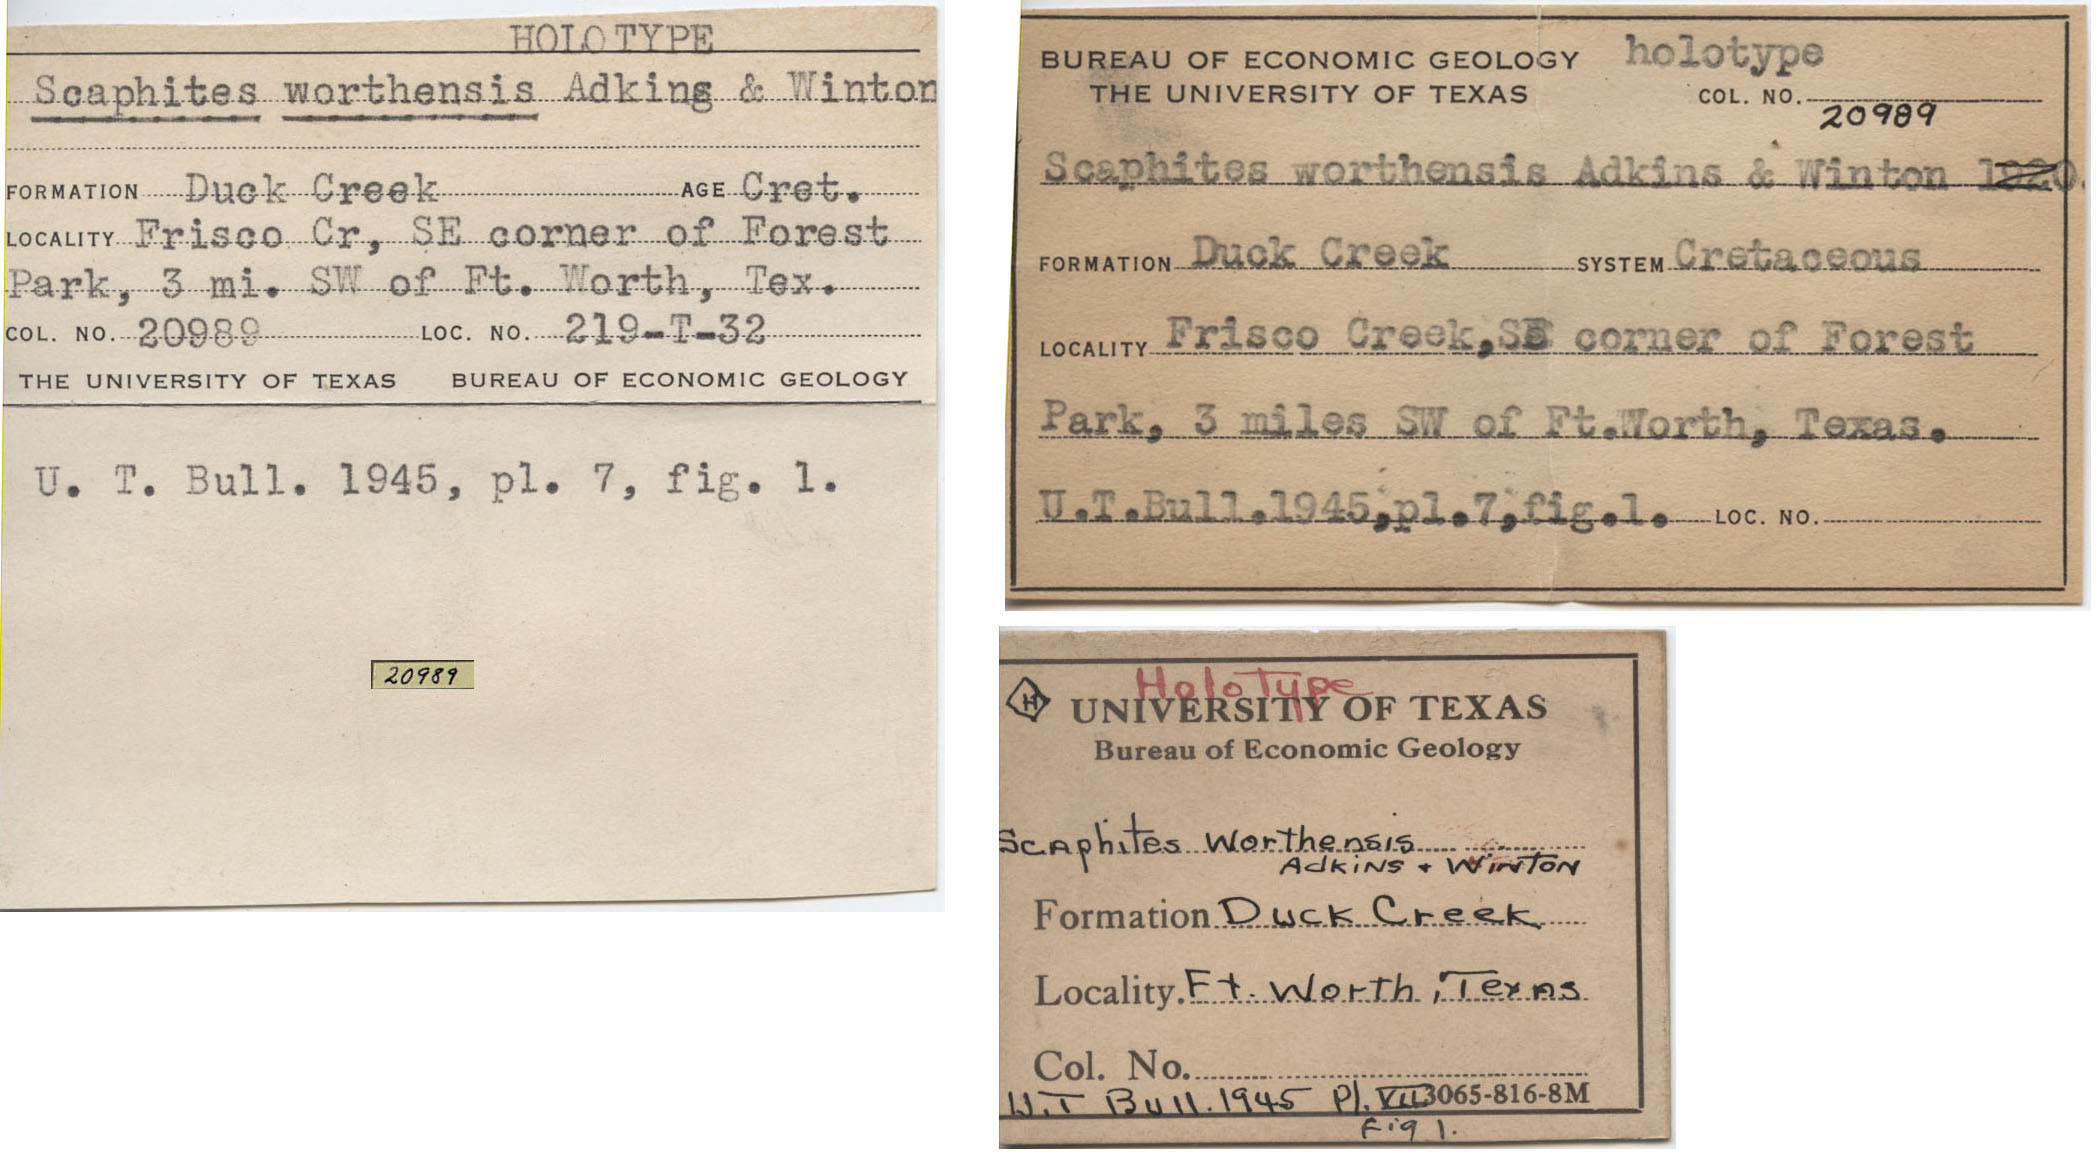 HOLOTYPE
Scaphites worthensis Adkins & Winton
FORMATION Duck Creek AGE Cret.
LOCALITY Frisco Cr, SE corner of Forest
Park, 3 mi. SW of Ft. Worth, Tex.
COL. NO. 20989 LOC. NO. 219-T-32
THE UNIVERSITY OF TEXAS BUREAU OF ECONOMIC GEOLOGY
U. T. Bull. 1945, pl. 7, fig. 1.
20989
BUREAU OF ECONOMIC GEOLOGY holotype
THE UNIVERSITY OF TEXAS COL. NO.
20989
Scaphites worthensis Adkins & Winton 1920.
FORMATION Duck Creek SYSTEM Cretaceous
LOCALITY Frisco Creek,SE corner of Forest
Park, 3 miles SW of Ft.Worth, Texas.
U.T.Bull.1945,pl.7,fig.1. LOC. NO.
Holotype
H UNIVERSITY OF TEXAS
Bureau of Economic Geology
Scaphites Worthensis
Adkins + Winton
Formation Duck Creek
Locality. Ft. Worth, Texas
Col. No.
U.T Bull. 1945 Pl. VII 3065-816-8M
Fig 1.